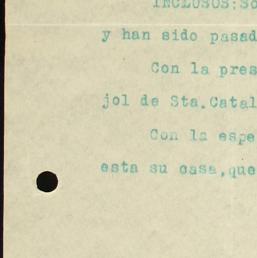 INCLUSOS: So
y han sido pasad
Con la pres
jol de Sta. Catal
Con la espe
esta su casa, que